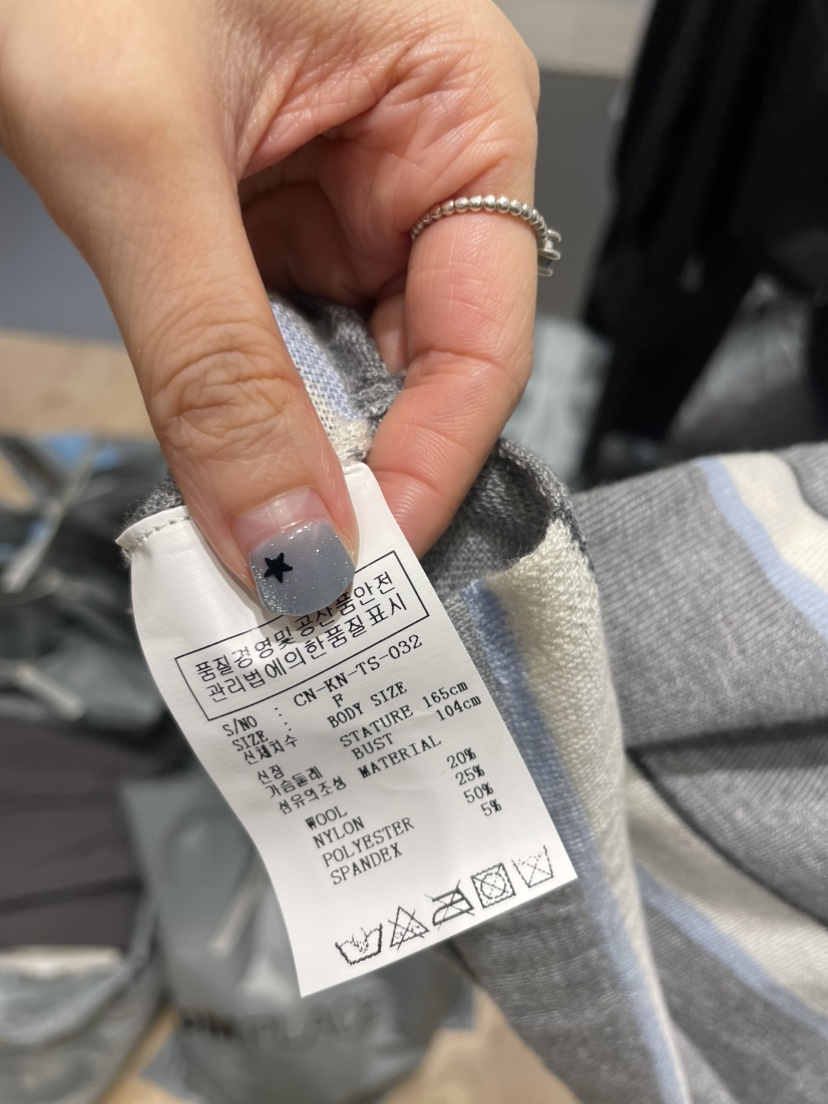 품질경영및공산품안전
관리법에의한품질표시
S/NO : CN-KN-TS-032
SIZE : F
신체치수 BODY SIZE
신장 STATURE 165cm
가슴둘레 BUST 104cm
섬유의조성 MATERIAL
WOOL 20%
NYLON 25%
POLYESTER 50%
SPANDEX 5%